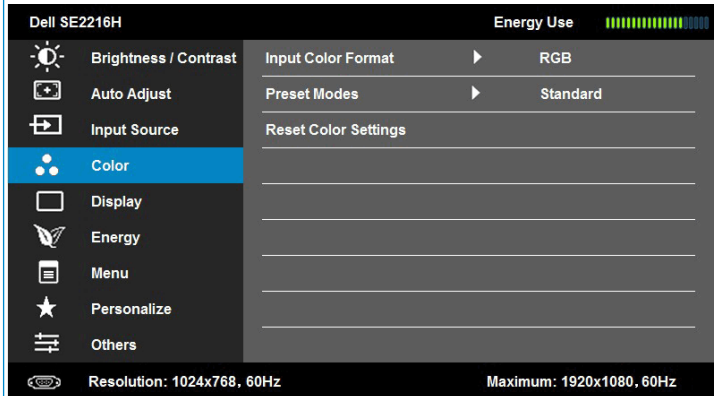 Dell SE2216H Energy Use
Brightness / Contrast Input Color Format RGB
Auto Adjust Preset Modes Standard
Input Source Reset Color Settings
Color
Display
Energy
Menu
Personalize
Others
Resolution: 1024x768, 60Hz Maximum: 1920x1080, 60Hz